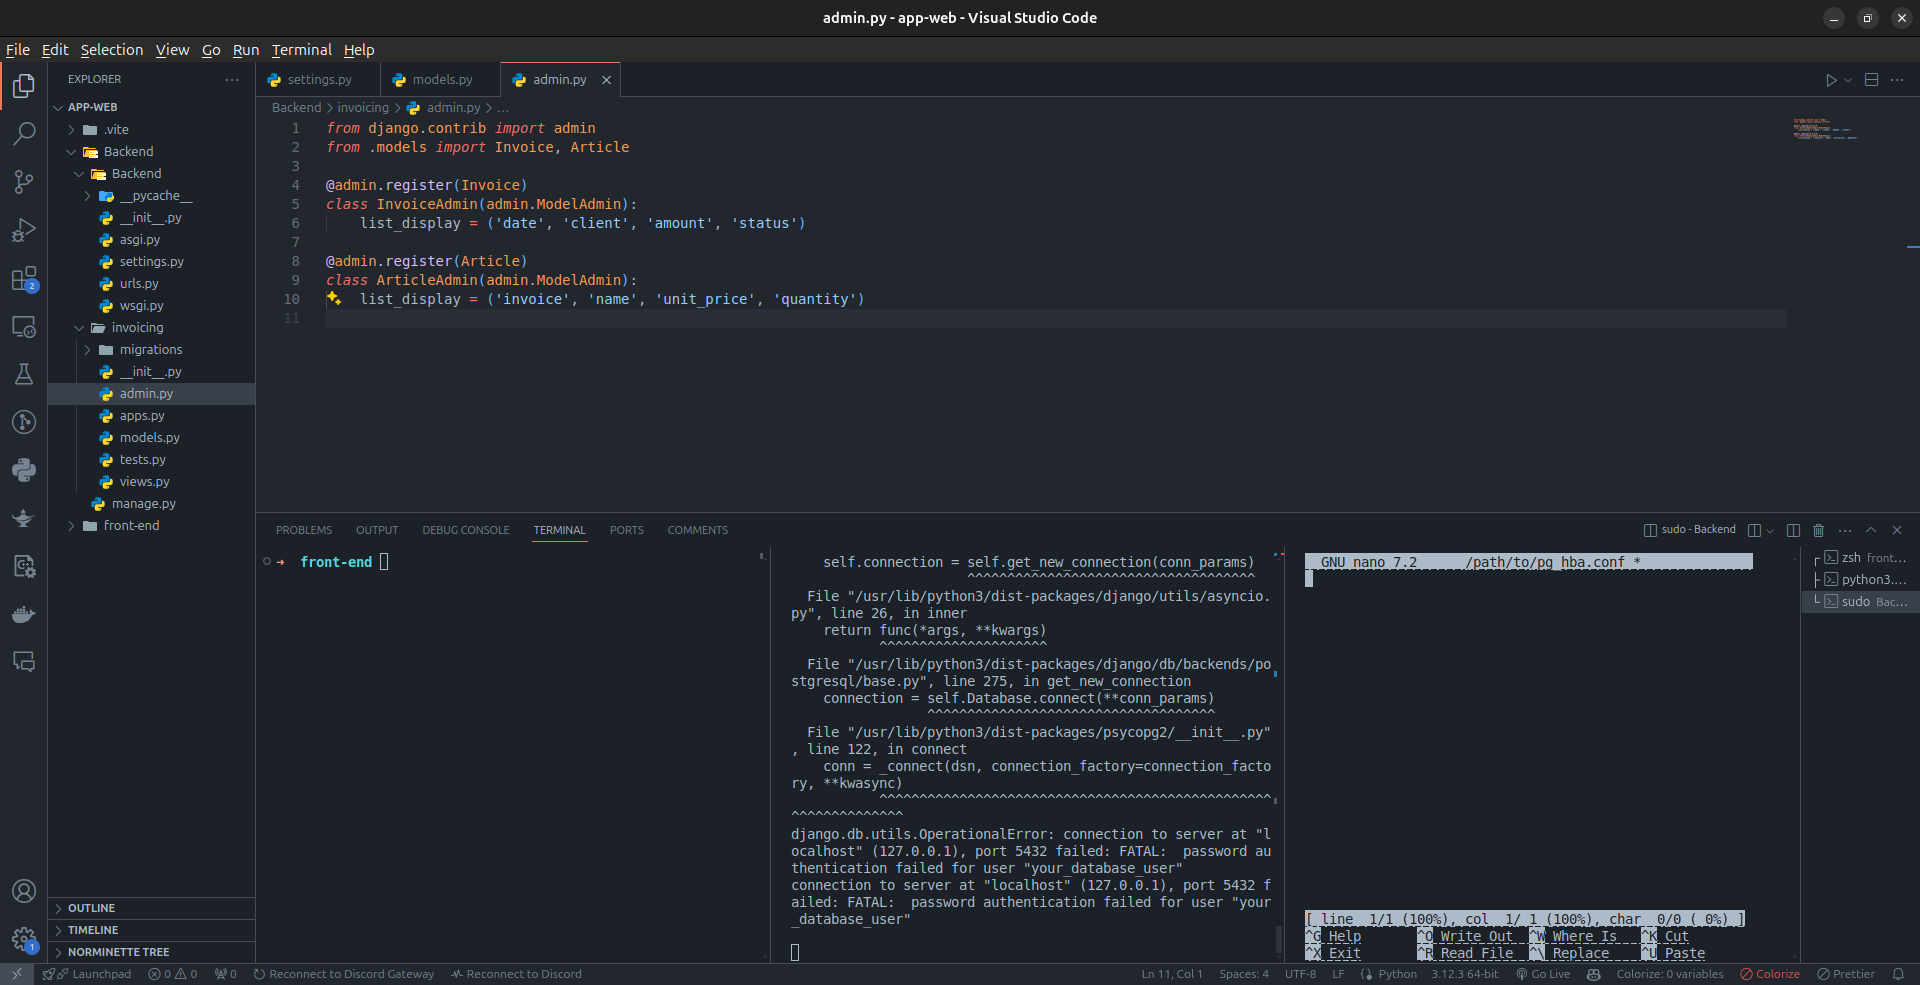 admin.py - app-web - Visual Studio Code
File Edit Selection View Go Run Terminal Help
EXPLORER
APP-WEB
.vite
Backend
Backend
__pycache__
__init__.py
asgi.py
settings.py
urls.py
wsgi.py
invoicing
migrations
__init__.py
admin.py
apps.py
models.py
tests.py
views.py
manage.py
front-end
OUTLINE
TIMELINE
NORMINETTE TREE
2
1
settings.py models.py admin.py
Backend > invoicing > admin.py > ...
1 from django.contrib import admin
2 from .models import Invoice, Article
3
4 @admin.register(Invoice)
5 class InvoiceAdmin(admin.ModelAdmin):
6     list_display = ('date', 'client', 'amount', 'status')
7
8 @admin.register(Article)
9 class ArticleAdmin(admin.ModelAdmin):
10     list_display = ('invoice', 'name', 'unit_price', 'quantity')
11
PROBLEMS OUTPUT DEBUG CONSOLE TERMINAL PORTS COMMENTS
sudo - Backend
→ front-end
self.connection = self.get_new_connection(conn_params)
^^^^^^^^^^^^^^^^^^^^^^^^^^^^^^^^^^^^
File "/usr/lib/python3/dist-packages/django/utils/asyncio.
py", line 26, in inner
return func(*args, **kwargs)
^^^^^^^^^^^^^^^^^^^^^
File "/usr/lib/python3/dist-packages/django/db/backends/po
stgresql/base.py", line 275, in get_new_connection
connection = self.Database.connect(**conn_params)
^^^^^^^^^^^^^^^^^^^^^^^^^^^^^^^^^^^^
File "/usr/lib/python3/dist-packages/psycopg2/__init__.py"
, line 122, in connect
conn = _connect(dsn, connection_factory=connection_facto
ry, **kwasync)
^^^^^^^^^^^^^^^^^^^^^^^^^^^^^^^^^^^^^^^^^^^^^^^^^
^^^^^^^^^^^^^^
django.db.utils.OperationalError: connection to server at "l
ocalhost" (127.0.0.1), port 5432 failed: FATAL:  password au
thentication failed for user "your_database_user"
connection to server at "localhost" (127.0.0.1), port 5432 f
ailed: FATAL:  password authentication failed for user "your
_database_user"
GNU nano 7.2 /path/to/pg_hba.conf *
[ line  1/1 (100%), col  1/ 1 (100%), char  0/0 ( 0%) ]
^G Help ^O Write Out ^W Where Is ^K Cut
^X Exit ^R Read File ^\ Replace ^U Paste
zsh front...
python3....
sudo Bac...
Launchpad 0 0 0 Reconnect to Discord Gateway Reconnect to Discord
Ln 11, Col 1 Spaces: 4 UTF-8 LF Python 3.12.3 64-bit Go Live Colorize: 0 variables Colorize Prettier